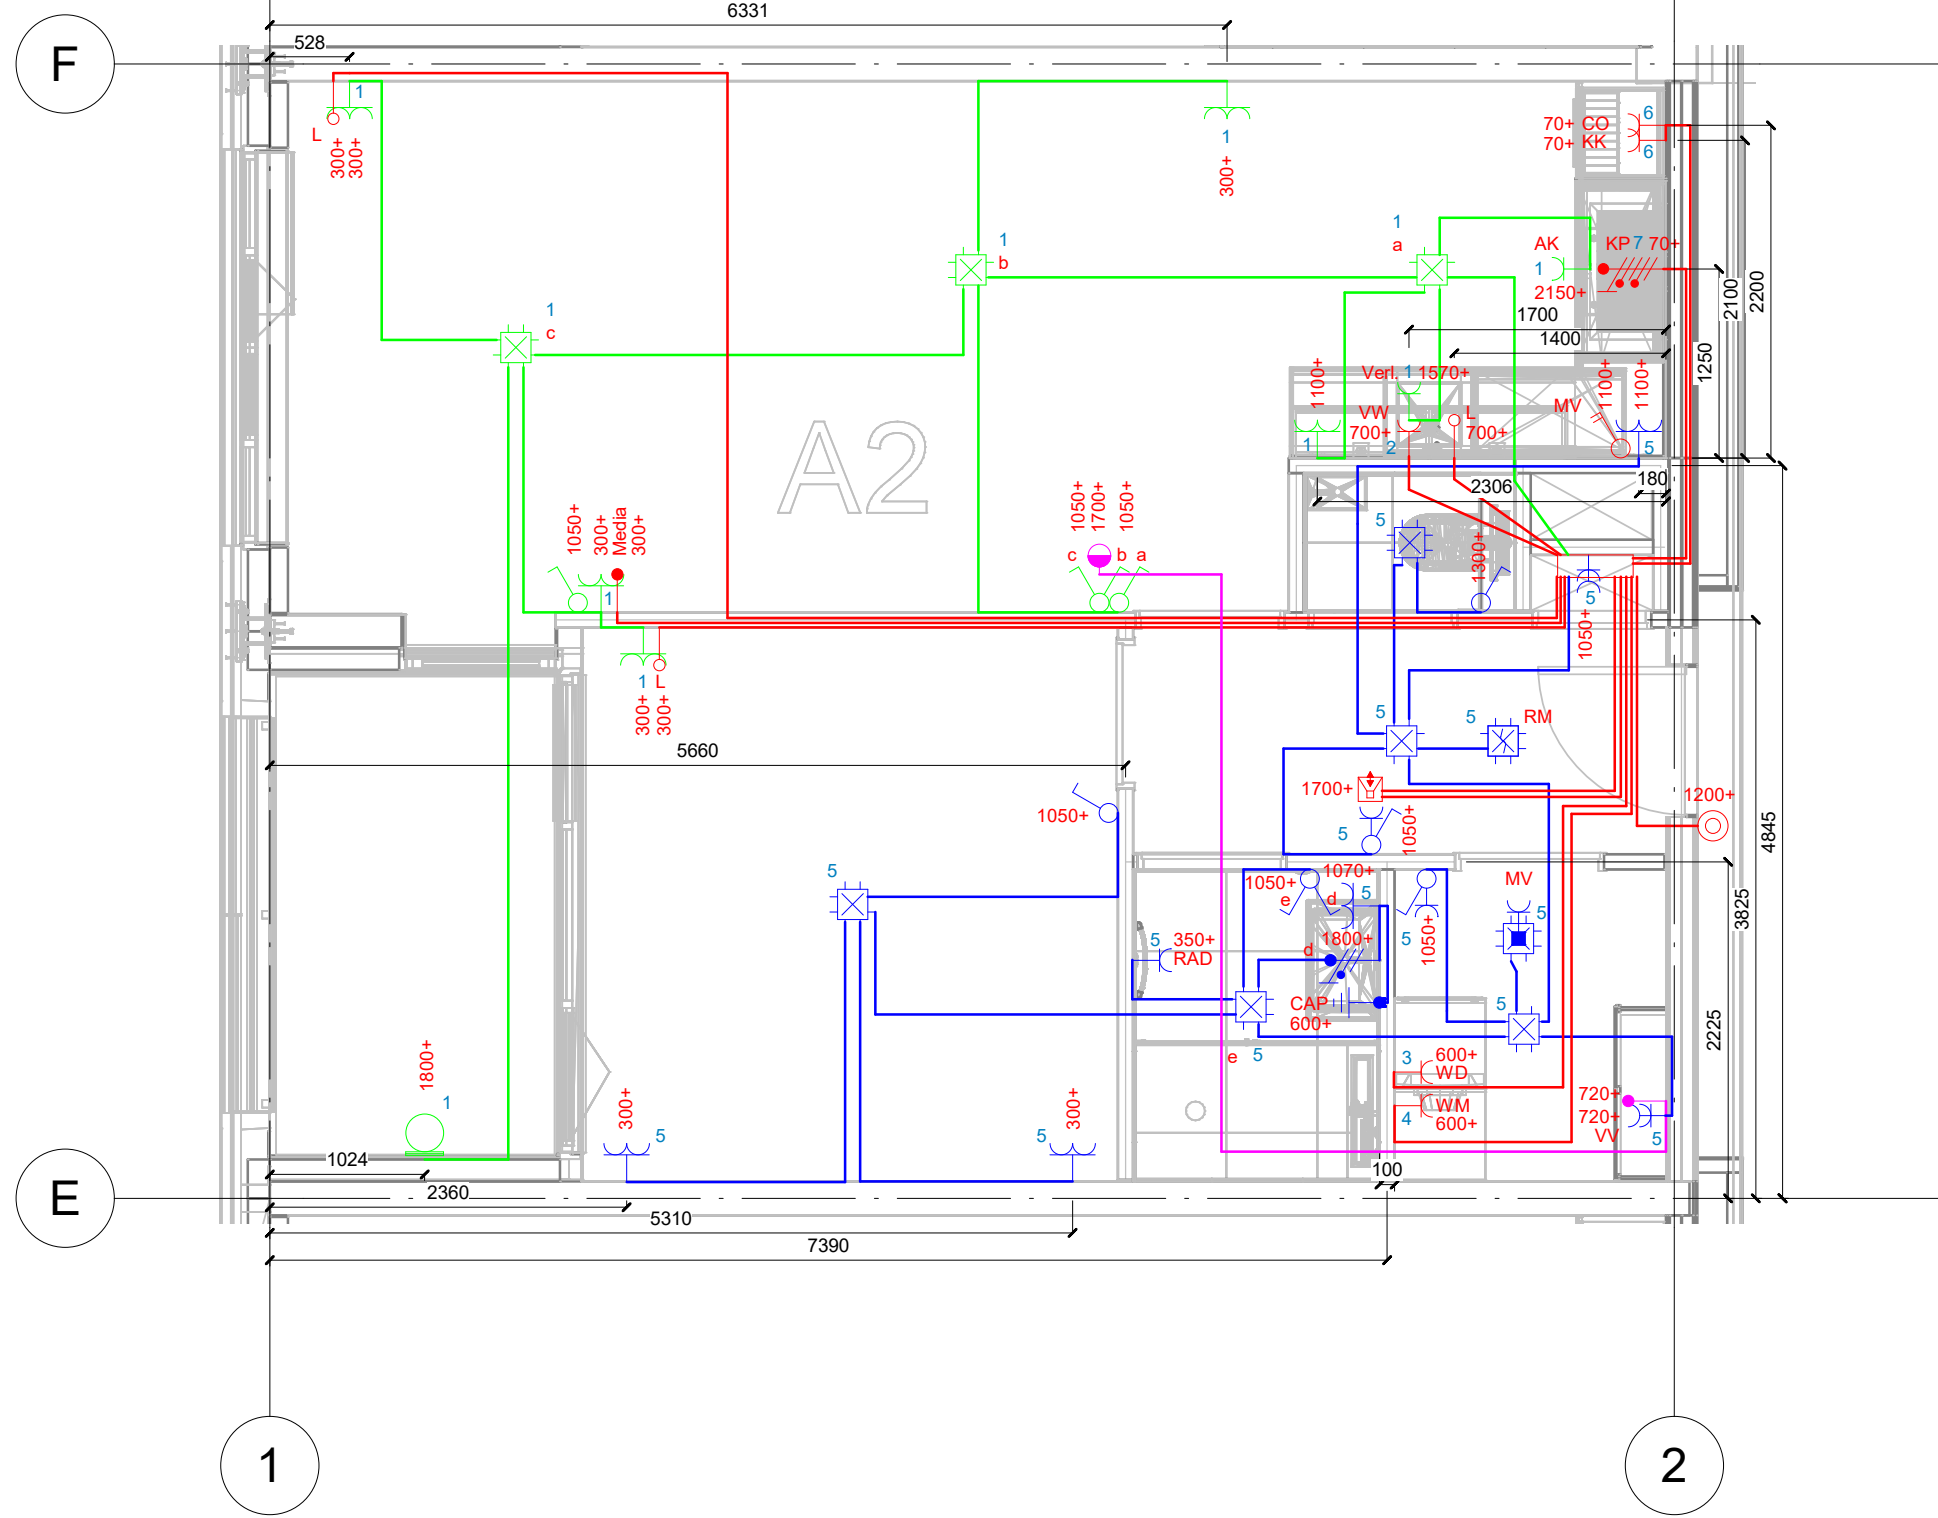 6331
528
F
1
L
300+
300+
1
300+
70+ CO
70+ KK
6
6
1
b
1
a
AK
1
2150+
KP 7 70+
2200
2100
1250
1
c
1700
1400
1100+
Verl. 1 1570+
1100+
1100+
VW
700+
2
L
700+
MV
1
5
A2
2306
180
1050+
300+
Media
300+
1
1050+
1700+
1050+
c
b
a
5
1300+
5
1050+
1
L
300+
300+
5
5
RM
5660
1700+
1200+
1050+
5
1050+
4845
3825
2225
5
1050+
e
1070+
d
5
5
1050+
MV
5
5
350+
RAD
d
1800+
CAP
600+
e
5
5
3
600+
WD
4
WM
600+
720+
720+
VV
5
1800+
1
300+
5
5
300+
1024
2360
5310
7390
100
E
1
2